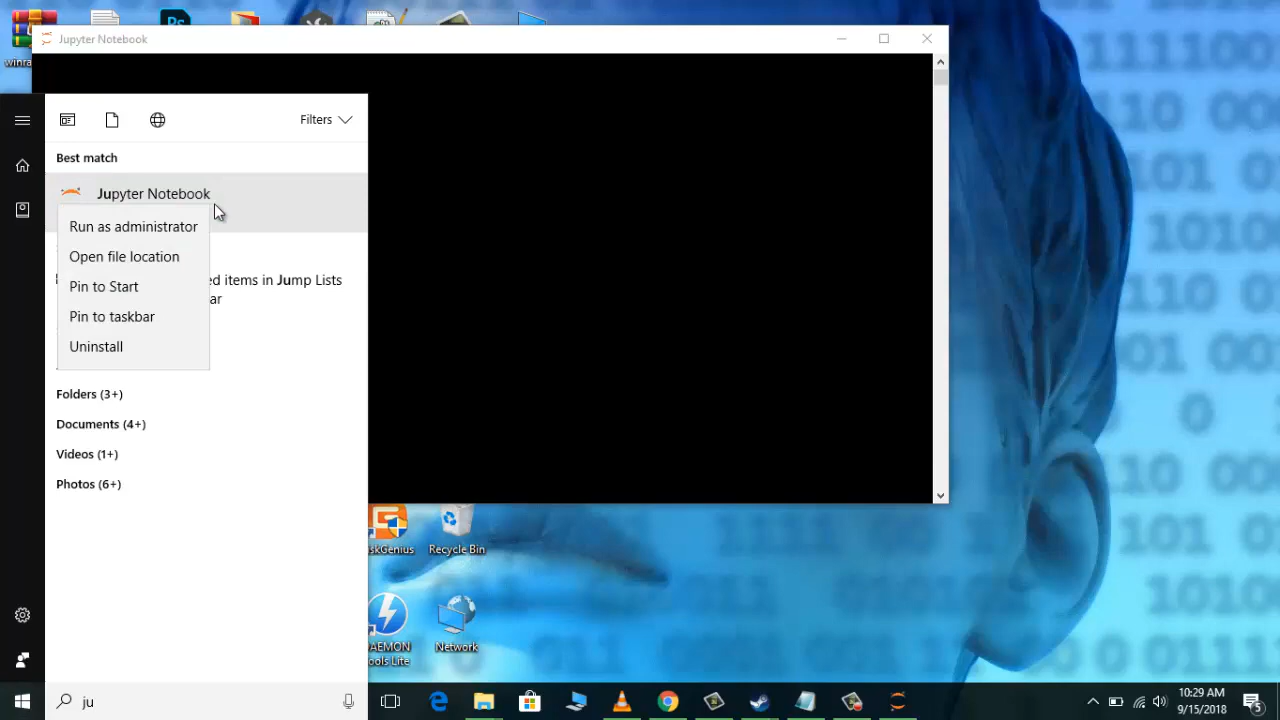 winra
Jupyter Notebook
Filters
Best match
Jupyter Notebook
Run as administrator
Open file location
Pin to Start
Pin to taskbar
Uninstall
ed items in Jump Lists
ar
Folders (3+)
Documents (4+)
Videos (1+)
Photos (6+)
skGenius
Recycle Bin
AEMON
ools Lite
Network
ju
10:29 AM
9/15/2018
5